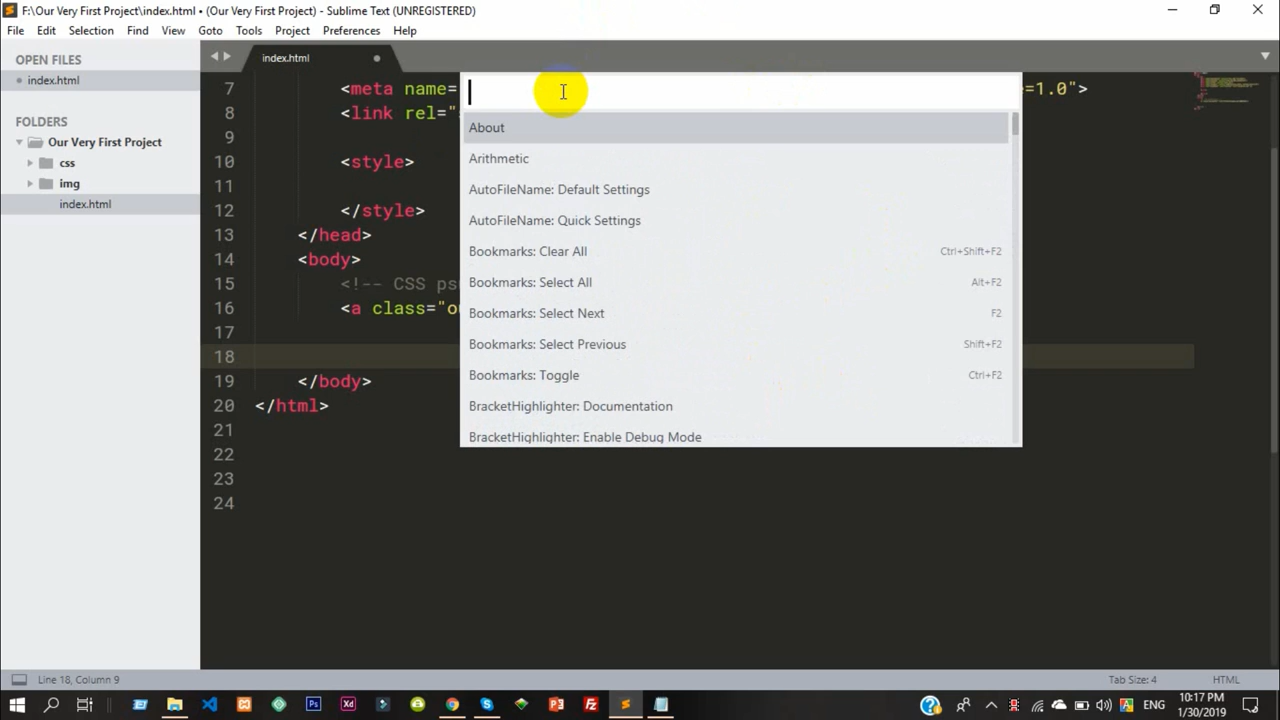 F:\Our Very First Project\index.html • (Our Very First Project) - Sublime Text (UNREGISTERED)
File Edit Selection Find View Goto Tools Project Preferences Help
OPEN FILES
index.html
FOLDERS
Our Very First Project
css
img
index.html
index.html
7 <meta name= =1.0">
8 <link rel="
9
10 <style>
11
12 </style>
13 </head>
14 <body>
15 <!-- CSS ps
16 <a class="o
17
18
19 </body>
20 </html>
21
22
23
24
About
Arithmetic
AutoFileName: Default Settings
AutoFileName: Quick Settings
Bookmarks: Clear All Ctrl+Shift+F2
Bookmarks: Select All Alt+F2
Bookmarks: Select Next F2
Bookmarks: Select Previous Shift+F2
Bookmarks: Toggle Ctrl+F2
BracketHighlighter: Documentation
BracketHighlighter: Enable Debug Mode
Line 18, Column 9 Tab Size: 4 HTML
ENG 10:17 PM
1/30/2019